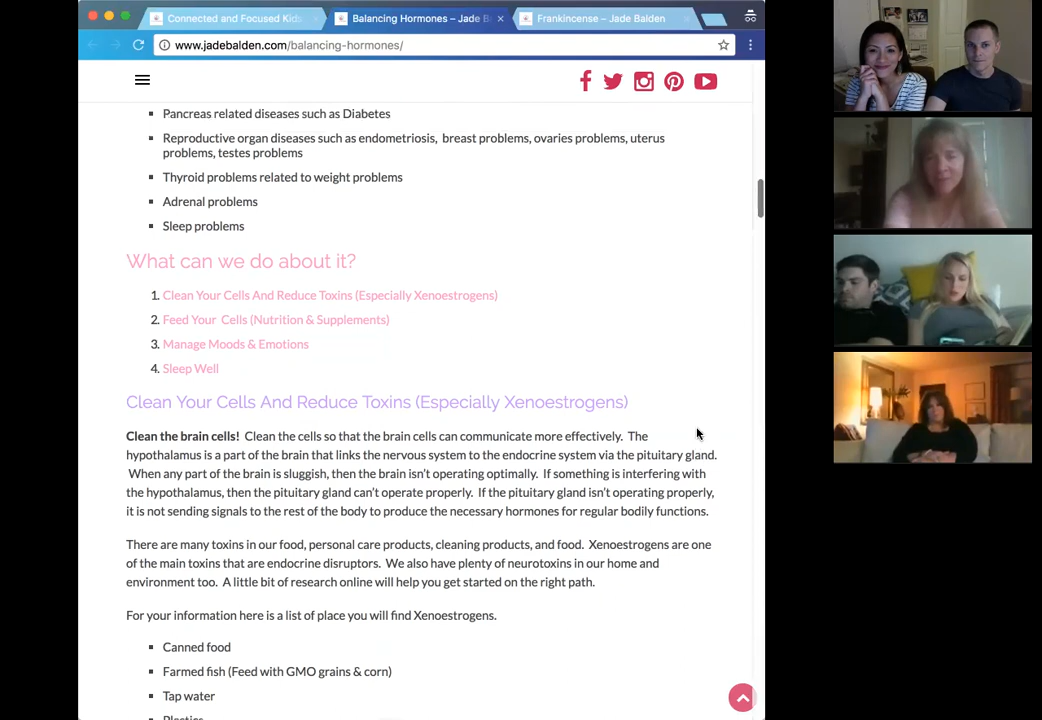 Connected and Focused Kids
Balancing Hormones – Jade B
Frankincense – Jade Balden
www.jadebalden.com/balancing-hormones/
Pancreas related diseases such as Diabetes
Reproductive organ diseases such as endometriosis, breast problems, ovaries problems, uterus
problems, testes problems
Thyroid problems related to weight problems
Adrenal problems
Sleep problems
What can we do about it?
1. Clean Your Cells And Reduce Toxins (Especially Xenoestrogens)
2. Feed Your Cells (Nutrition & Supplements)
3. Manage Moods & Emotions
4. Sleep Well
Clean Your Cells And Reduce Toxins (Especially Xenoestrogens)
Clean the brain cells! Clean the cells so that the brain cells can communicate more effectively. The
hypothalamus is a part of the brain that links the nervous system to the endocrine system via the pituitary gland.
When any part of the brain is sluggish, then the brain isn't operating optimally. If something is interfering with
the hypothalamus, then the pituitary gland can't operate properly. If the pituitary gland isn't operating properly,
it is not sending signals to the rest of the body to produce the necessary hormones for regular bodily functions.
There are many toxins in our food, personal care products, cleaning products, and food. Xenoestrogens are one
of the main toxins that are endocrine disruptors. We also have plenty of neurotoxins in our home and
environment too. A little bit of research online will help you get started on the right path.
For your information here is a list of place you will find Xenoestrogens.
Canned food
Farmed fish (Feed with GMO grains & corn)
Tap water
Plastics